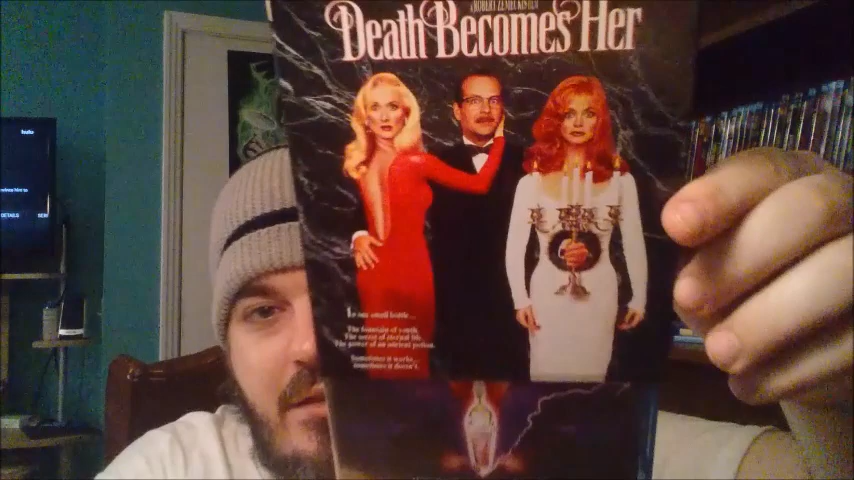 A ROBERT ZEMECKIS FILM
Death Becomes Her
In one small bottle...
The fountain of youth.
The secret of eternal life.
The power of an ancient potion.
Sometimes it works...
sometimes it doesn't.
hulu
DETAILS